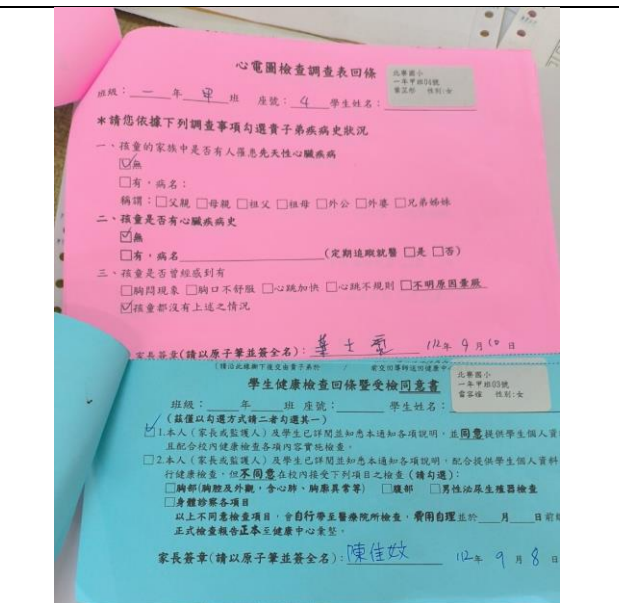 心電圖檢查調查表回條
北勢國小
一年甲班03號
性別:女
班級：一 年 甲 班 座號：4 學生姓名：
＊請您依據下列調查事項勾選貴子弟疾病史狀況
一、孩童的家族中是否有人罹患先天性心臟疾病
☑無
□有，病名：
稱謂：□父親 □母親 □祖父 □祖母 □外公 □外婆 □兄弟姊妹
二、孩童是否有心臟疾病史
☑無
□有，病名 (定期追蹤就醫 □是 □否)
三、孩童是否曾經感到有
□胸悶現象 □胸口不舒服 □心跳加快 □心跳不規則 □不明原因暈厥
☑孩童都沒有上述之情況
家長簽章(請以原子筆並簽全名)： 112年 9月10日
學生健康檢查回條暨受檢同意書
北勢國小
一年甲班03號
性別:女
班級： 年 班 座號： 學生姓名：
(茲僅以勾選方式請二者勾選其一)
☑1.本人（家長或監護人）及學生已詳閱並知悉本通知各項說明，並同意提供學生個人資
且配合校內健康檢查各項內容實施檢查。
□2.本人（家長或監護人）及學生已詳閱並知悉本通知各項說明，配合提供學生個人資料
行健康檢查，但不同意在校內接受下列項目之檢查（請勾選）：
□胸部(胸腔及外觀，含心肺、胸廓異常等) □腹部 □男性泌尿生殖器檢查
□身體診察各項目
以上不同意檢查項目，會自行帶至醫療院所檢查，費用自理並於 月 日前
正式檢查報告正本至健康中心彙整。
家長簽章(請以原子筆並簽全名)：陳佳妏 112年 9月8日